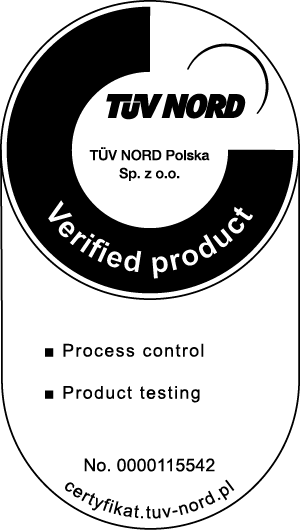 TÜV NORD
TÜV NORD Polska
Sp. z o.o.
Verified product
Process control
Product testing
No. 0000115542
certyfikat.tuv-nord.pl